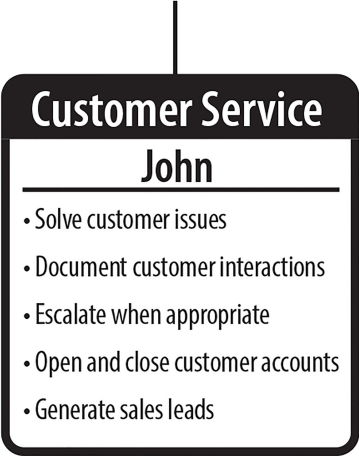 Customer Service
John
• Solve customer issues
• Document customer interactions
• Escalate when appropriate
• Open and close customer accounts
• Generate sales leads